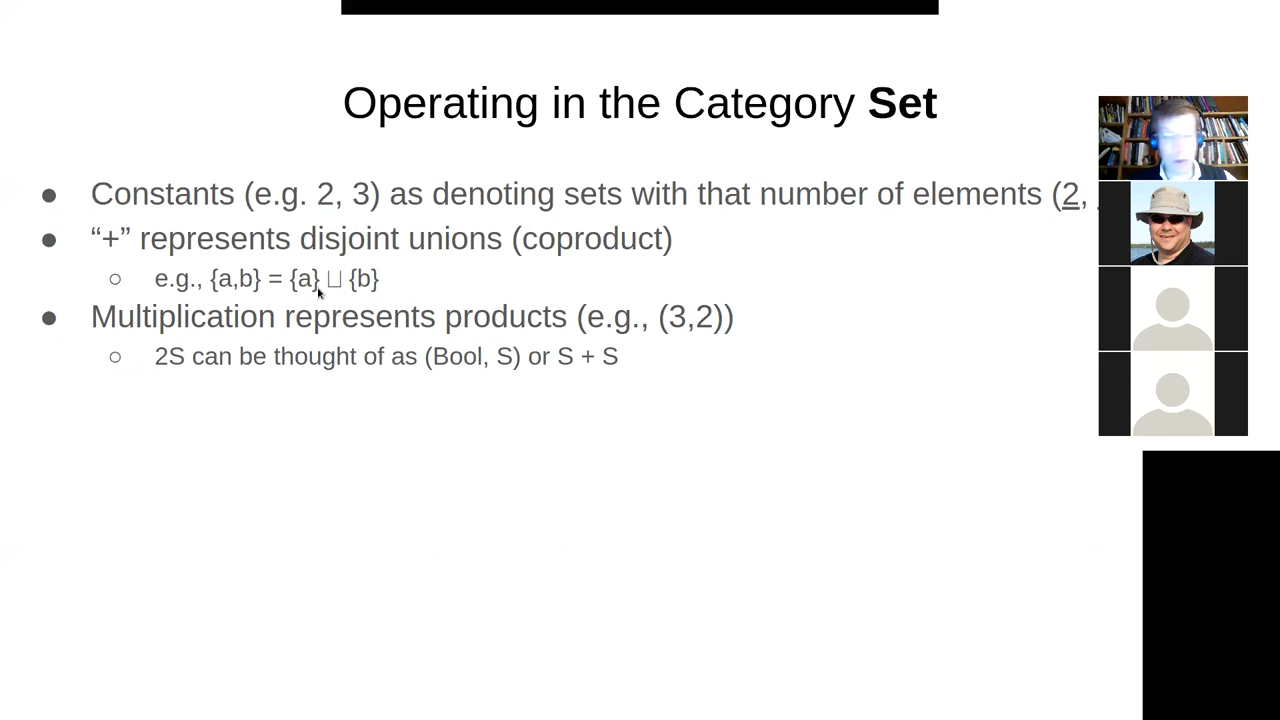 Operating in the Category Set
● Constants (e.g. 2, 3) as denoting sets with that number of elements (2,
● “+” represents disjoint unions (coproduct)
○ e.g., {a,b} = {a} ⊔ {b}
● Multiplication represents products (e.g., (3,2))
○ 2S can be thought of as (Bool, S) or S + S